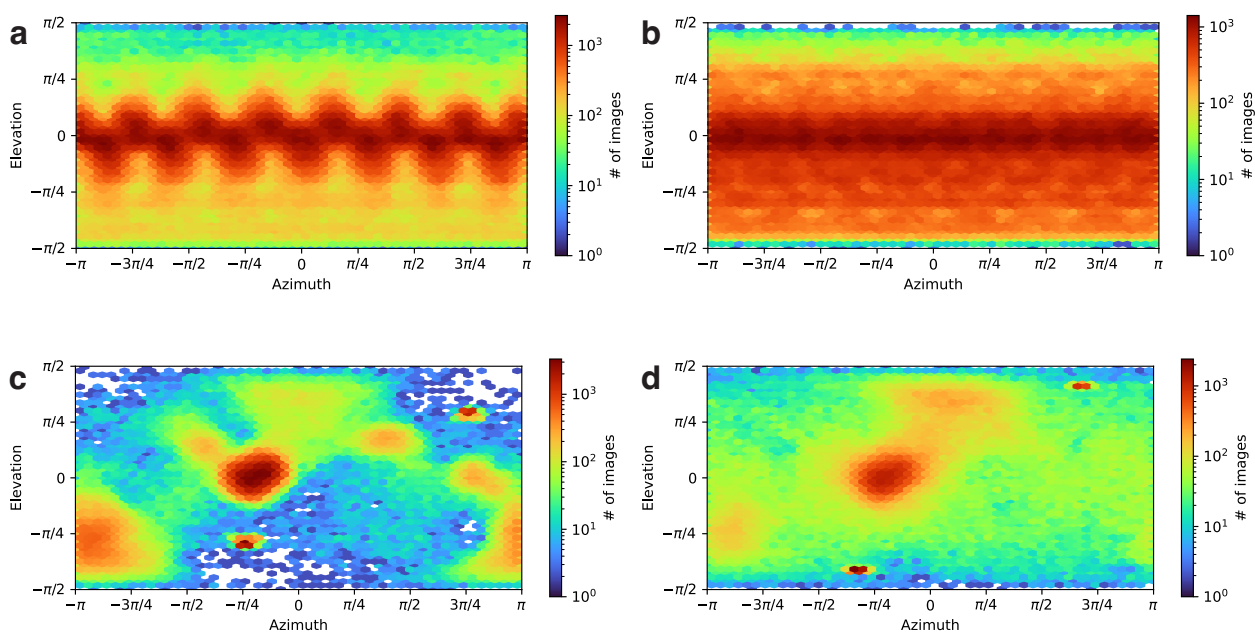 a
π/2
π/4
0
−π/4
−π/2
Elevation
−π
−3π/4
−π/2
−π/4
0
π/4
π/2
3π/4
π
Azimuth
10³
10²
10¹
10⁰
# of images
b
π/2
π/4
0
−π/4
−π/2
Elevation
−π
−3π/4
−π/2
−π/4
0
π/4
π/2
3π/4
π
Azimuth
10³
10²
10¹
10⁰
# of images
c
π/2
π/4
0
−π/4
−π/2
Elevation
−π
−3π/4
−π/2
−π/4
0
π/4
π/2
3π/4
π
Azimuth
10³
10²
10¹
10⁰
# of images
d
π/2
π/4
0
−π/4
−π/2
Elevation
−π
−3π/4
−π/2
−π/4
0
π/4
π/2
3π/4
π
Azimuth
10³
10²
10¹
10⁰
# of images